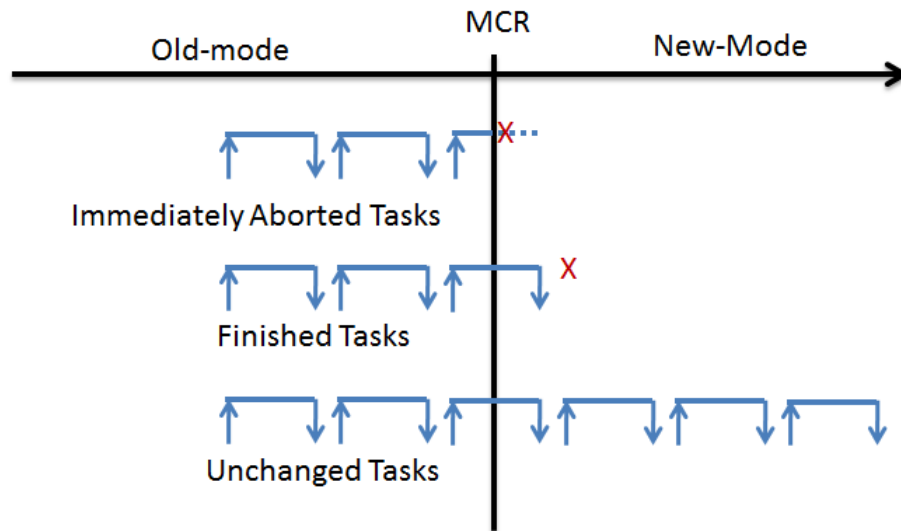 MCR
Old-mode
New-Mode
X
Immediately Aborted Tasks
X
Finished Tasks
Unchanged Tasks